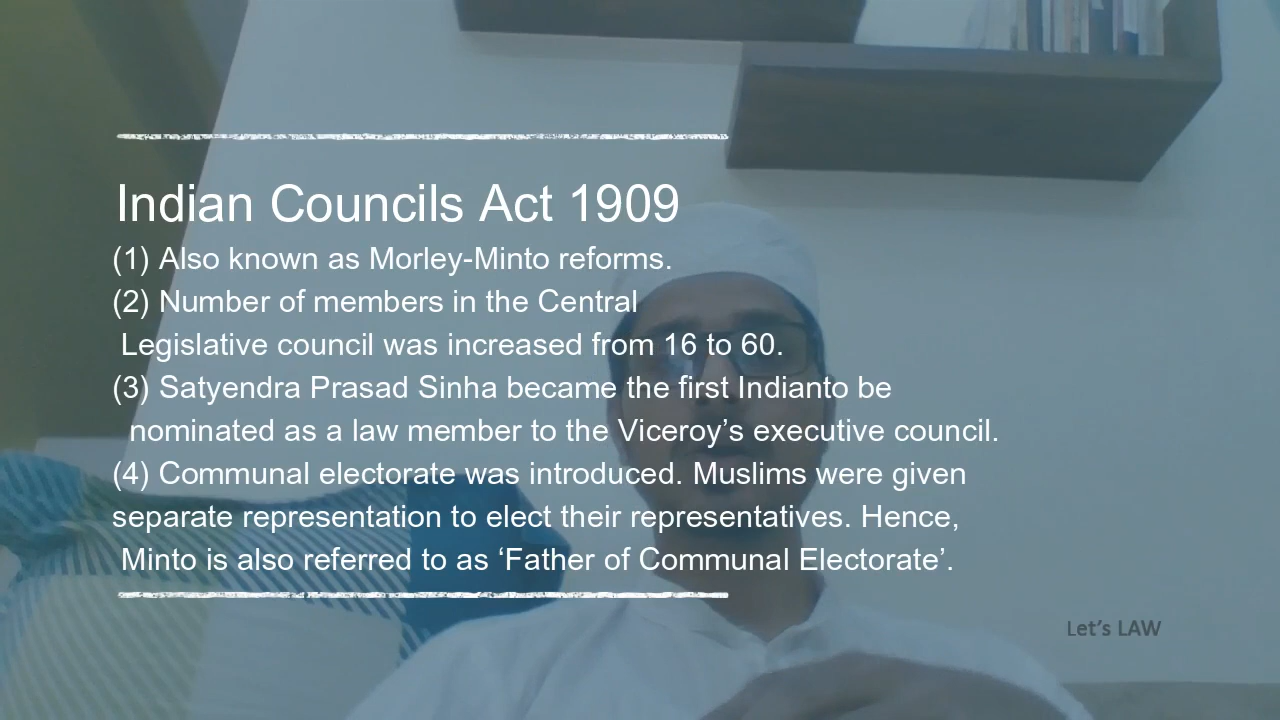 Indian Councils Act 1909
(1) Also known as Morley-Minto reforms.
(2) Number of members in the Central
Legislative council was increased from 16 to 60.
(3) Satyendra Prasad Sinha became the first Indianto be
nominated as a law member to the Viceroy’s executive council.
(4) Communal electorate was introduced. Muslims were given
separate representation to elect their representatives. Hence,
Minto is also referred to as ‘Father of Communal Electorate’.
Let’s LAW